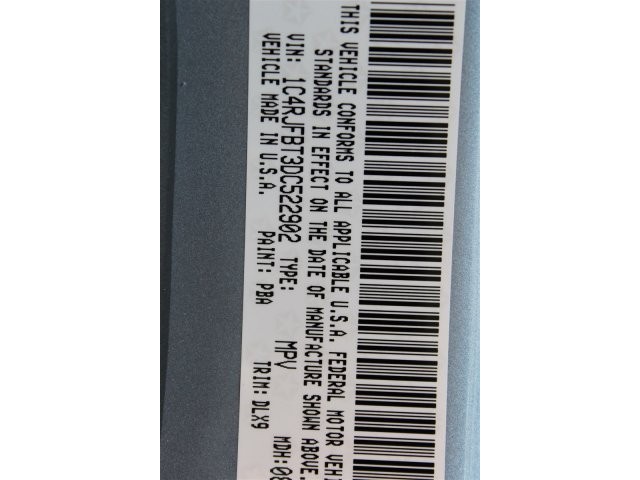 THIS VEHICLE CONFORMS TO ALL APPLICABLE U.S.A. FEDERAL MOTOR VEHI
STANDARDS IN EFFECT ON THE DATE OF MANUFACTURE SHOWN ABOVE.
VIN: 1C4RJFBT3DC522902 TYPE: MPV MDH:08
VEHICLE MADE IN U.S.A. PAINT: PBA TRIM: DLX9